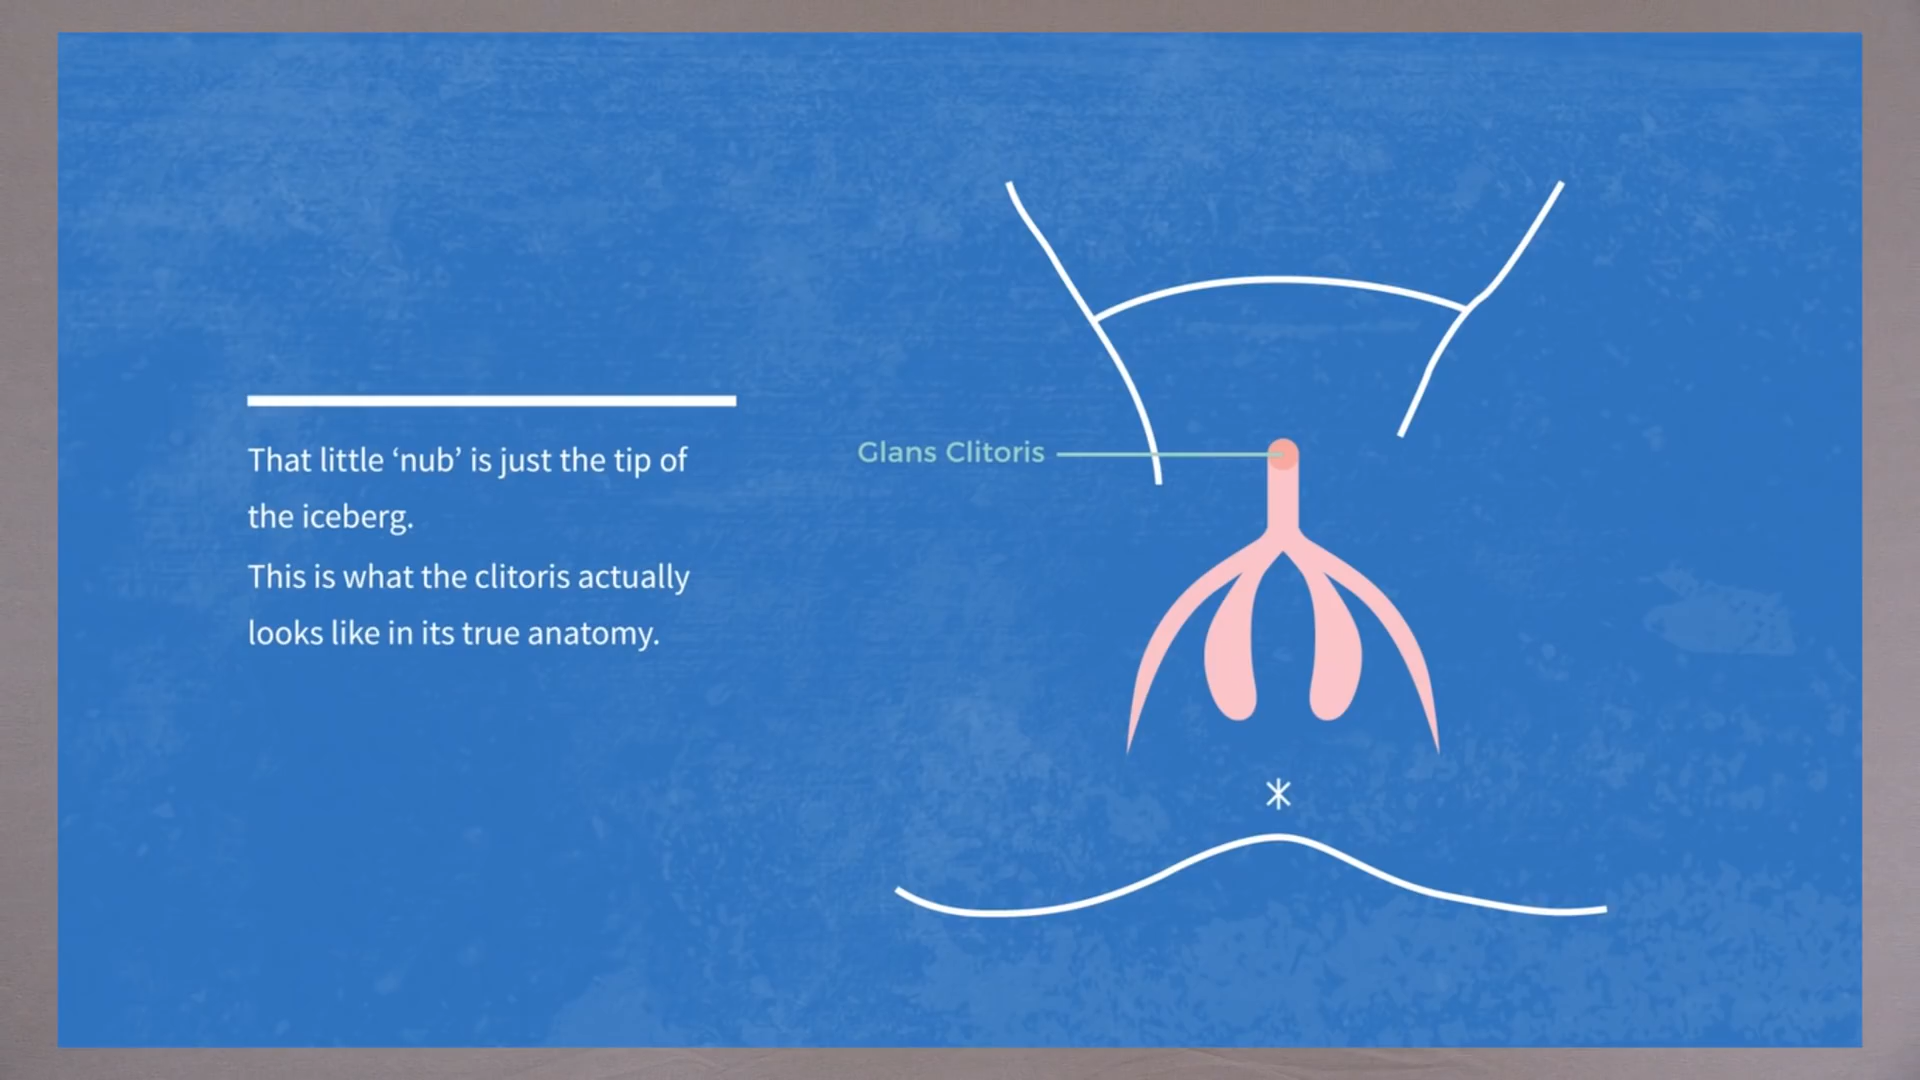 That little ‘nub’ is just the tip of
the iceberg.
This is what the clitoris actually
looks like in its true anatomy.
Glans Clitoris